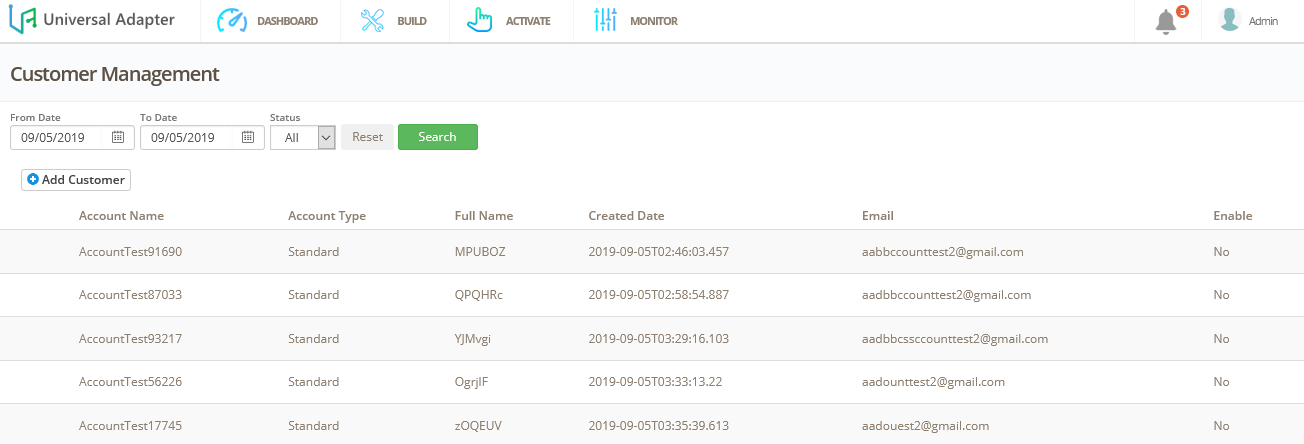 Universal Adapter DASHBOARD BUILD ACTIVATE MONITOR 3 Admin
Customer Management
From Date To Date Status
09/05/2019 09/05/2019 All Reset Search
Add Customer
Account Name Account Type Full Name Created Date Email Enable
AccountTest91690 Standard MPUBOZ 2019-09-05T02:46:03.457 aabbccounttest2@gmail.com No
AccountTest87033 Standard QPQHRc 2019-09-05T02:58:54.887 aadbbccounttest2@gmail.com No
AccountTest93217 Standard YJMvgi 2019-09-05T03:29:16.103 aadbbcssccounttest2@gmail.com No
AccountTest56226 Standard OgrjIF 2019-09-05T03:33:13.22 aadounttest2@gmail.com No
AccountTest17745 Standard zOQEUV 2019-09-05T03:35:39.613 aadouest2@gmail.com No